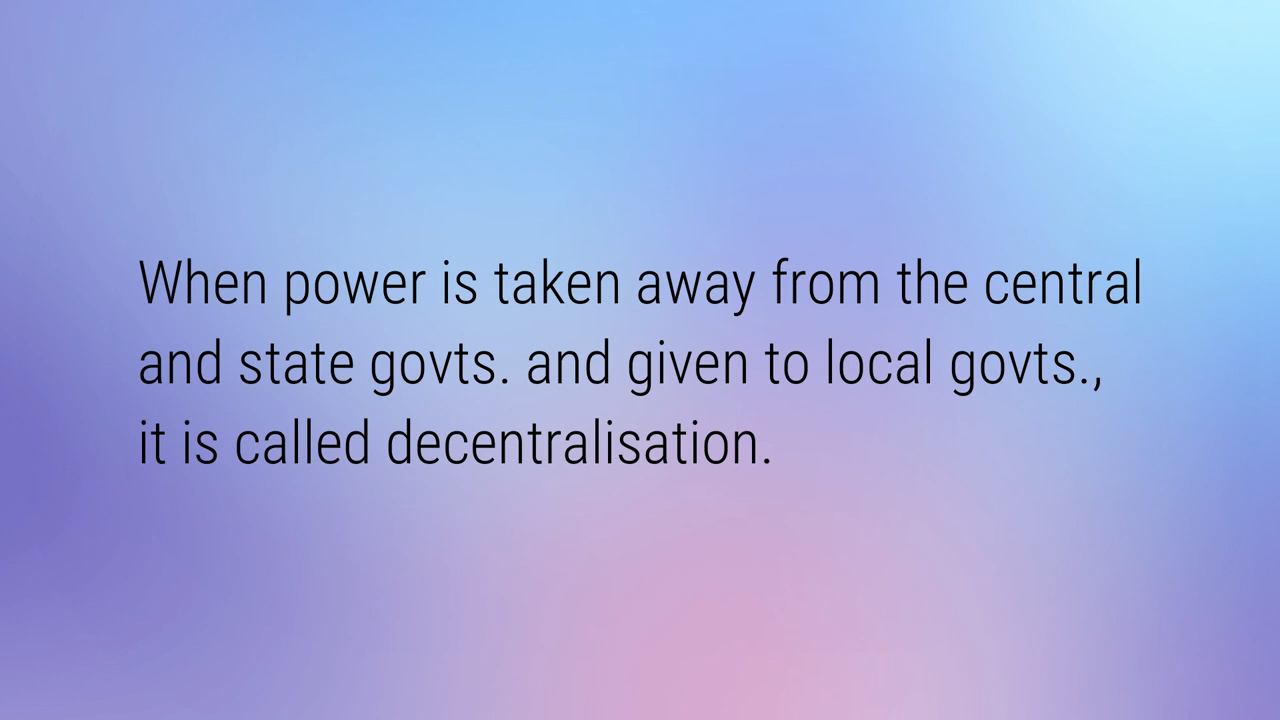 When power is taken away from the central
and state govts. and given to local govts.,
it is called decentralisation.